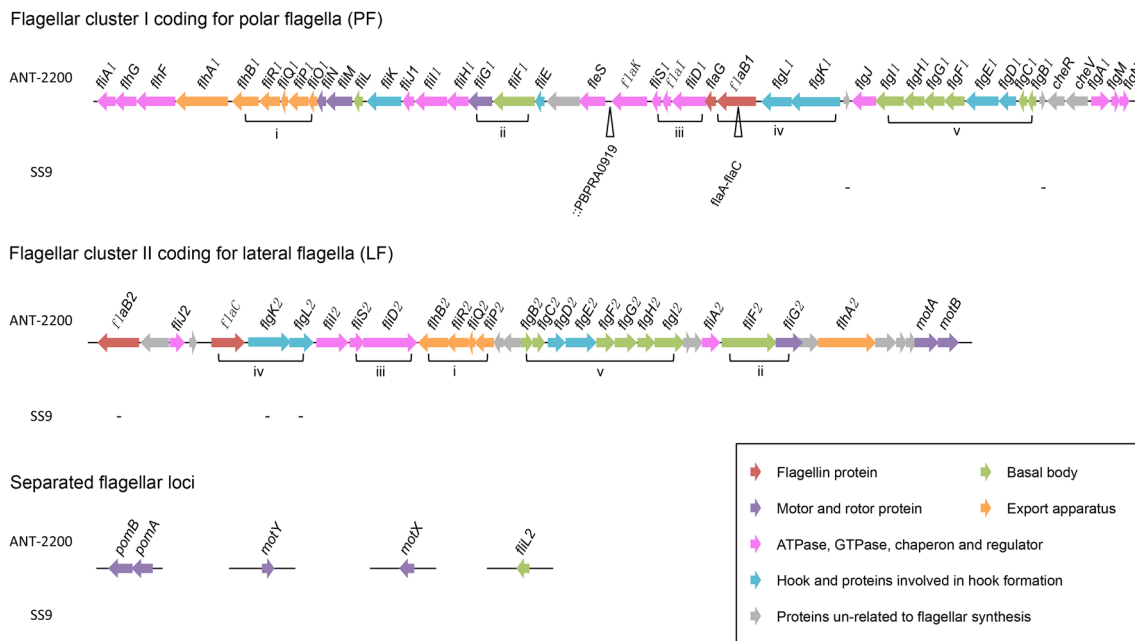 Flagellar cluster I coding for polar flagella (PF)
ANT-2200
fliA1 flhG flhF flhA1 flhB1 fliR1 fliQ1 fliP1 fliO1 fliN fliM fliL fliK fliJ1 fliI1 fliH1 fliG1 fliF1 fliE fleS flaK fliS1 flaI fliD1 flaG flaB1 flgL1 flgK1 flgJ flgI1 flgH1 flgG1 flgF1 flgE1 flgD1 flgC1 flgB1 cheR cheV flgA1 flgM flgN
i ii iii iv v
SS9
::PBPRA0919 flaA-flaC - -
Flagellar cluster II coding for lateral flagella (LF)
ANT-2200
flaB2 fliJ2 flaC flgK2 flgL2 fliI2 fliS2 fliD2 flhB2 fliR2 fliQ2 fliP2 flgB2 flgC2 flgD2 flgE2 flgF2 flgG2 flgH2 flgI2 fliA2 fliF2 fliG2 flhA2 motA motB
iv iii i v ii
SS9 - - -
Separated flagellar loci
ANT-2200
pomB pomA motY motX fliL2
SS9
Flagellin protein
Basal body
Motor and rotor protein
Export apparatus
ATPase, GTPase, chaperon and regulator
Hook and proteins involved in hook formation
Proteins un-related to flagellar synthesis